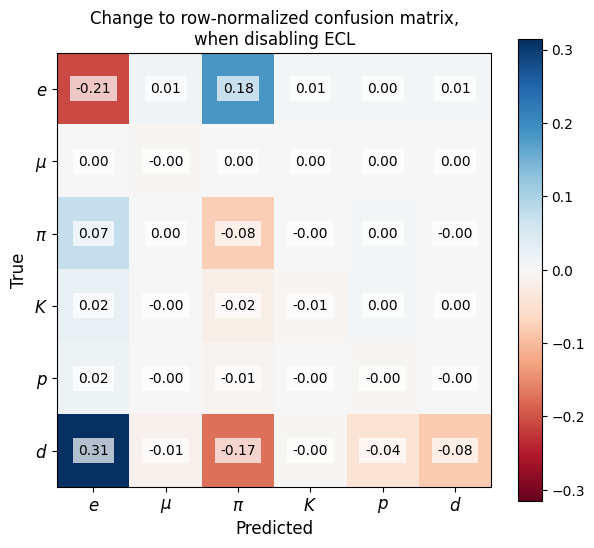 Change to row-normalized confusion matrix,
when disabling ECL
e -0.21 0.01 0.18 0.01 0.00 0.01
μ 0.00 -0.00 0.00 0.00 0.00 0.00
π 0.07 0.00 -0.08 -0.00 0.00 -0.00
K 0.02 -0.00 -0.02 -0.01 0.00 0.00
p 0.02 -0.00 -0.01 -0.00 -0.00 -0.00
d 0.31 -0.01 -0.17 -0.00 -0.04 -0.08
e μ π K p d
Predicted
True
0.3
0.2
0.1
0.0
−0.1
−0.2
−0.3